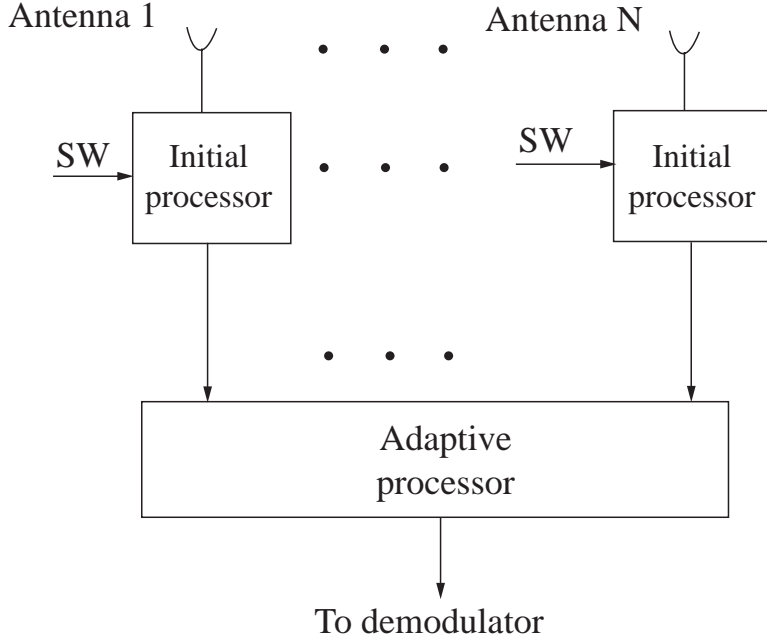 Antenna 1
Antenna N
SW
Initial
processor
SW
Initial
processor
Adaptive
processor
To demodulator